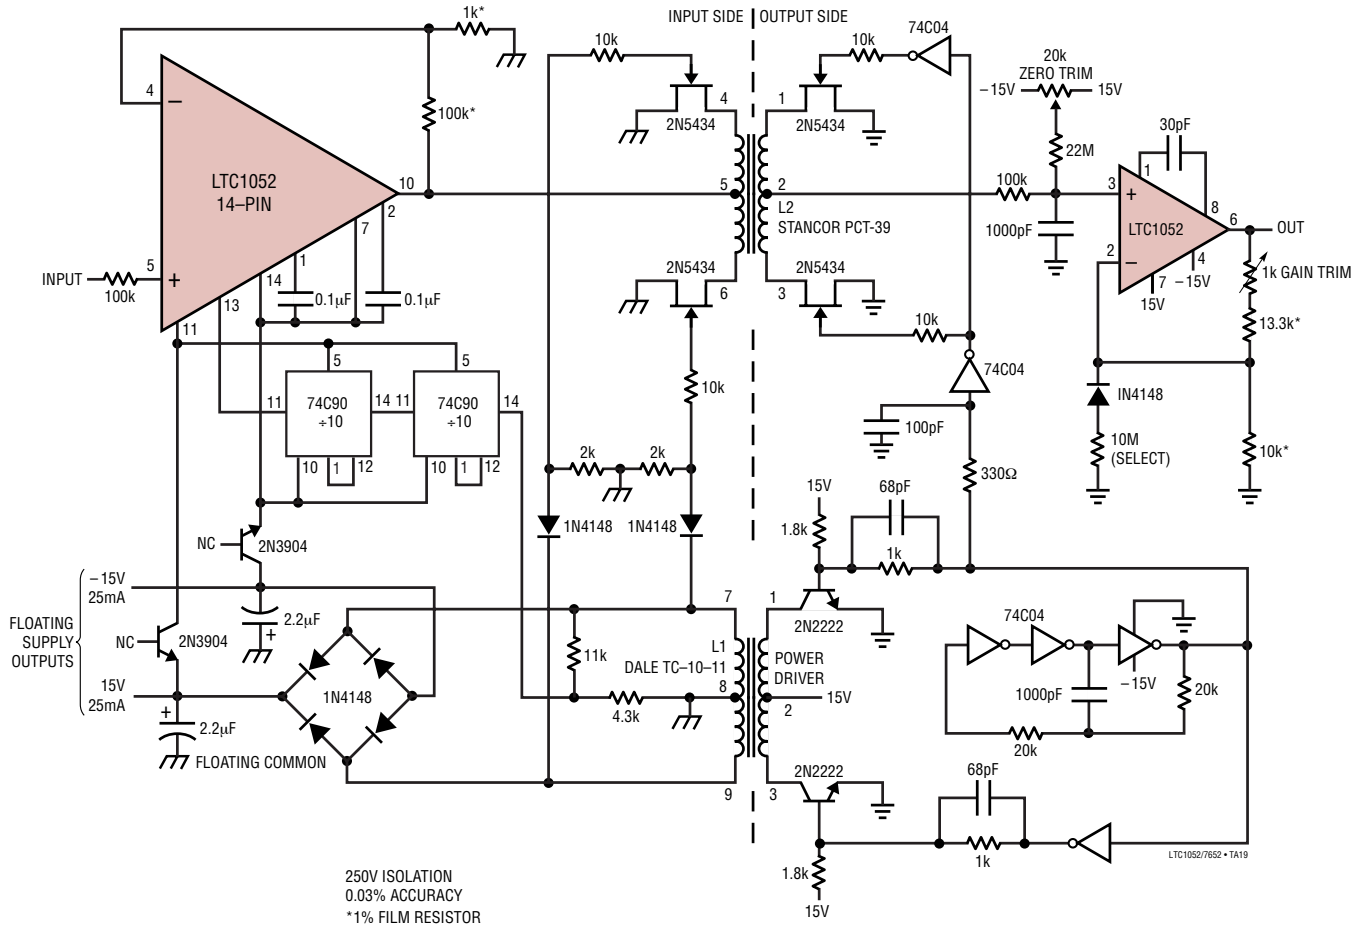 1k*
INPUT SIDE
OUTPUT SIDE
74C04
10k
10k
20k
ZERO TRIM
–15V
15V
4
–
100k*
4
2N5434
1
2N5434
30pF
22M
1
LTC1052
14–PIN
10
5
2
100k
3
+
8
2
7
L2
STANCOR PCT-39
1000pF
LTC1052
6
OUT
INPUT
100k
5
+
14
1
2N5434
6
2N5434
3
2
–
4
–15V
7
15V
1k GAIN TRIM
13
0.1µF
0.1µF
11
10k
13.3k*
5
5
74C04
11
74C90
÷10
14
11
74C90
÷10
14
10k
IN4148
100pF
10
1
12
10
1
12
2k
2k
10M
(SELECT)
10k*
330Ω
15V
68pF
1.8k
1k
1N4148
1N4148
NC
2N3904
–15V
25mA
FLOATING
SUPPLY
OUTPUTS
2.2µF
+
7
1
2N2222
74C04
NC
2N3904
11k
L1
DALE TC–10–11
POWER
DRIVER
–15V
15V
25mA
1N4148
8
15V
2
1000pF
20k
+
2.2µF
4.3k
20k
FLOATING COMMON
9
3
2N2222
68pF
1k
LTC1052/7652 • TA19
1.8k
15V
250V ISOLATION
0.03% ACCURACY
*1% FILM RESISTOR